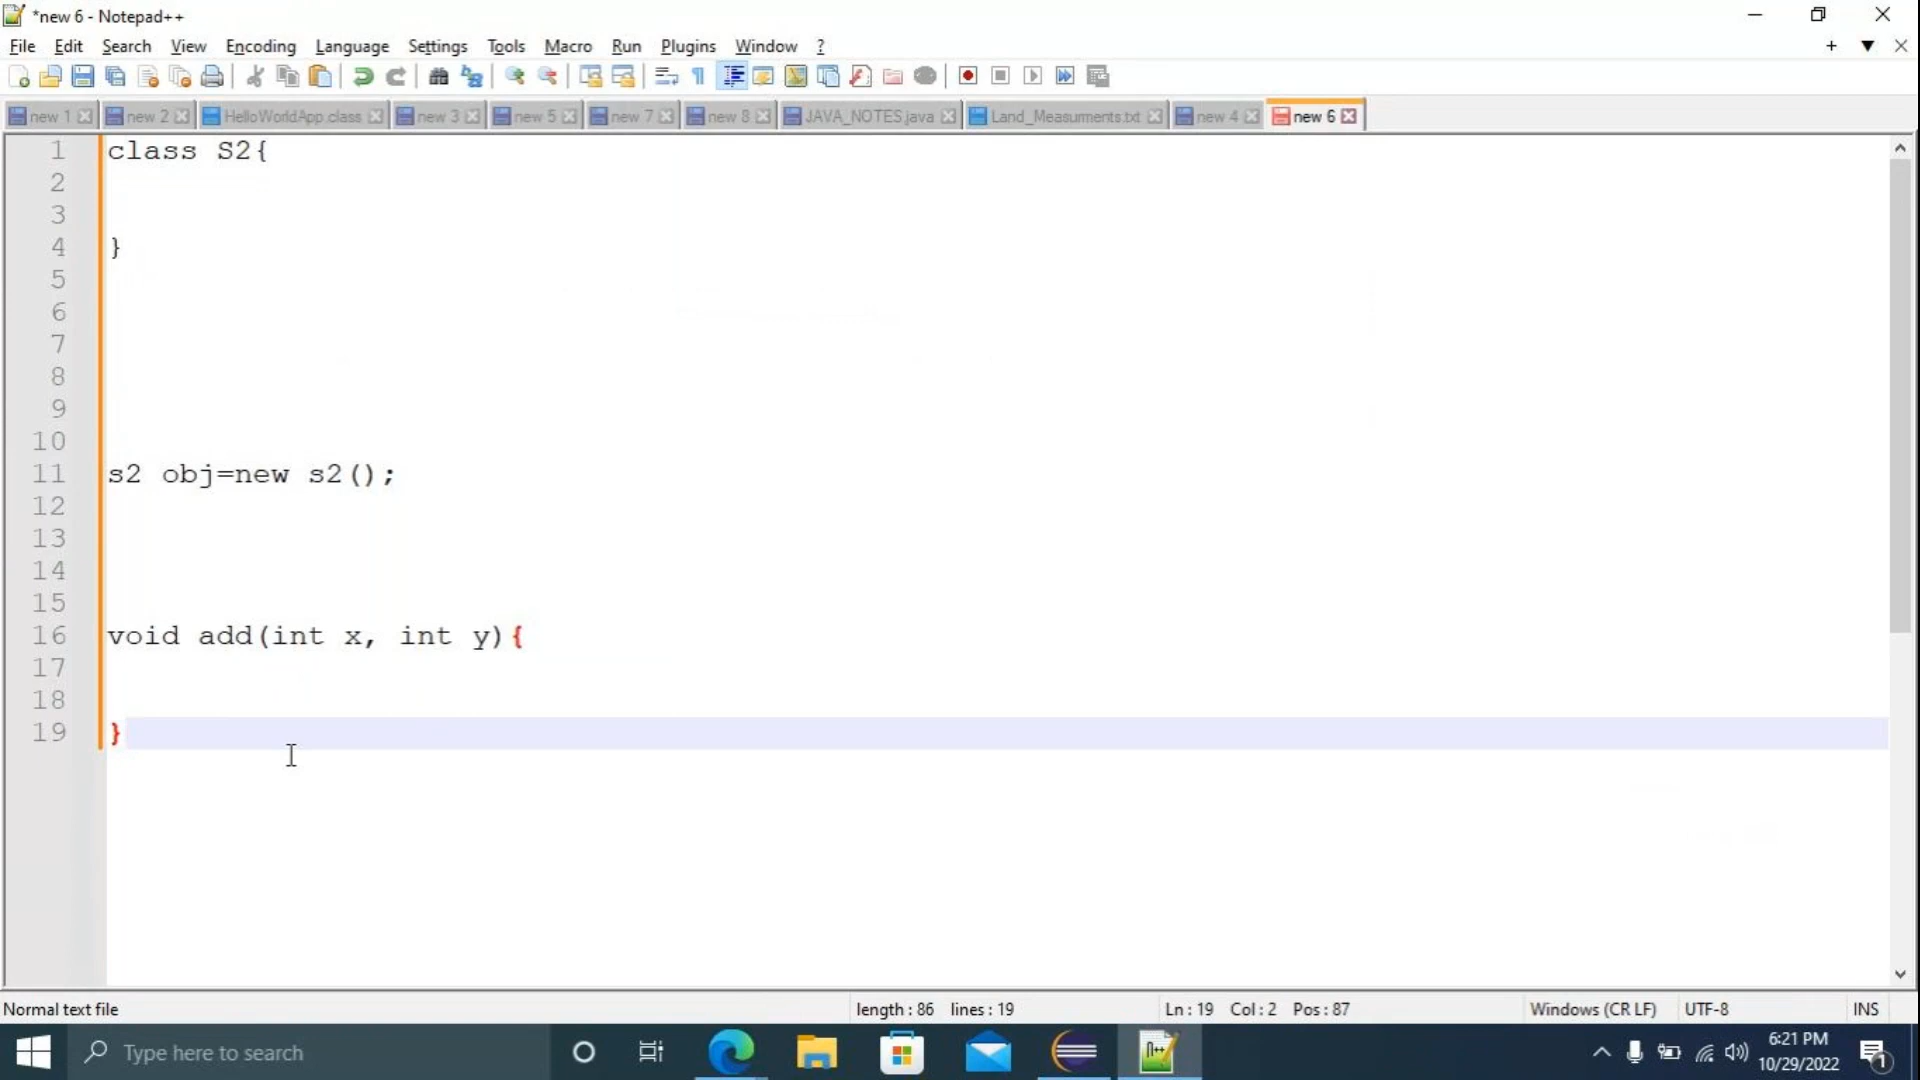 *new 6 - Notepad++
File Edit Search View Encoding Language Settings Tools Macro Run Plugins Window ?
new 1 new 2 HelloWorldApp.class new 3 new 5 new 7 new 8 JAVA_NOTES.java Land_Measurments.txt new 4 new 6
1 class S2{
2
3
4 }
5
6
7
8
9
10
11 s2 obj=new s2();
12
13
14
15
16 void add(int x, int y){
17
18
19 }
Normal text file length : 86 lines : 19 Ln : 19 Col : 2 Pos : 87 Windows (CR LF) UTF-8 INS
Type here to search
6:21 PM
10/29/2022
1